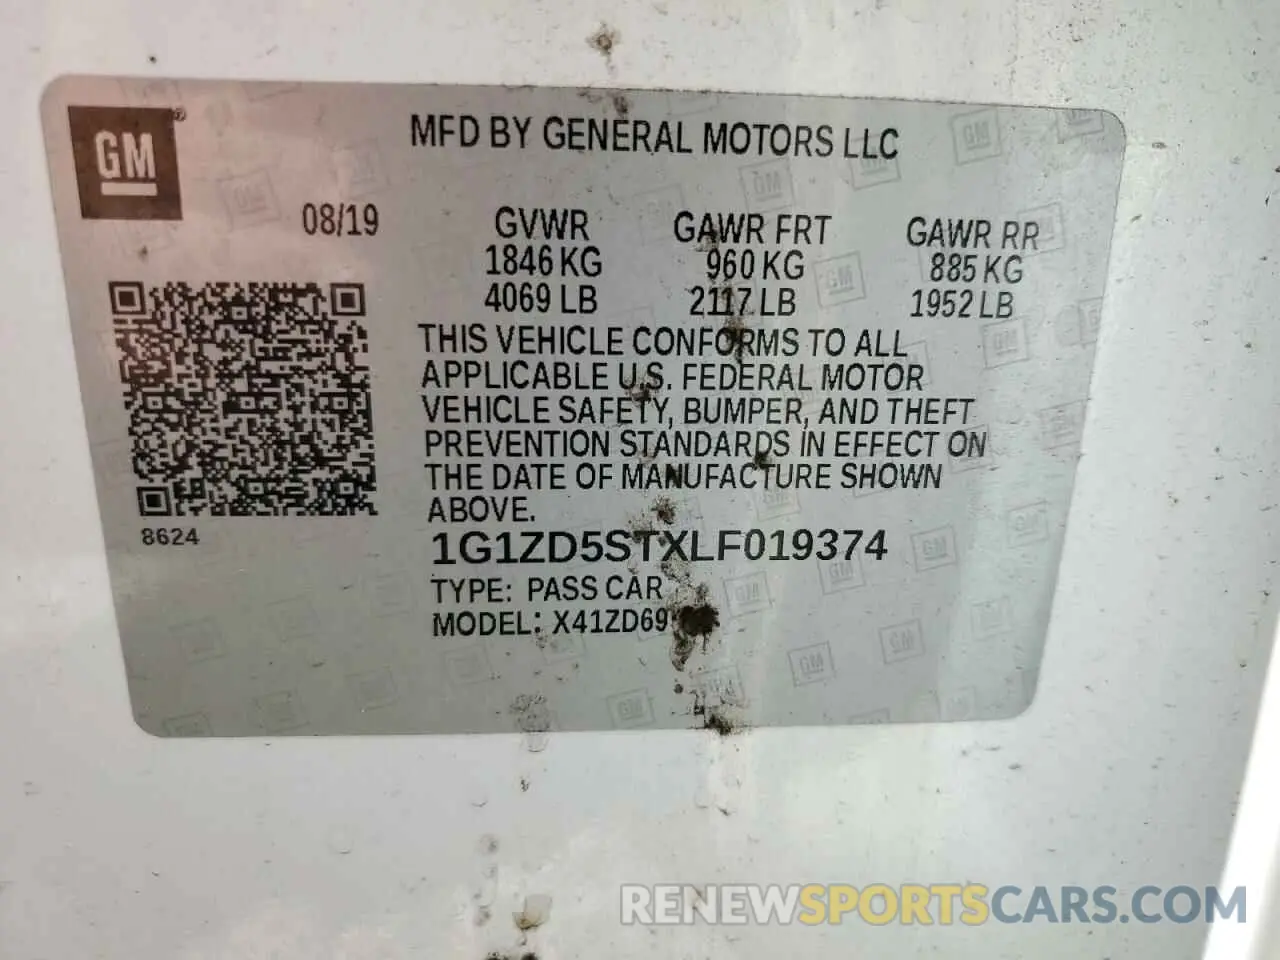 GM®
MFD BY GENERAL MOTORS LLC
08/19 GVWR GAWR FRT GAWR RR
1846 KG 960 KG 885 KG
4069 LB 2117 LB 1952 LB
THIS VEHICLE CONFORMS TO ALL
APPLICABLE U.S. FEDERAL MOTOR
VEHICLE SAFETY, BUMPER, AND THEFT
PREVENTION STANDARDS IN EFFECT ON
THE DATE OF MANUFACTURE SHOWN
ABOVE.
8624
1G1ZD5STXLF019374
TYPE: PASS CAR
MODEL: X41ZD69
RENEWSPORTSCARS.COM